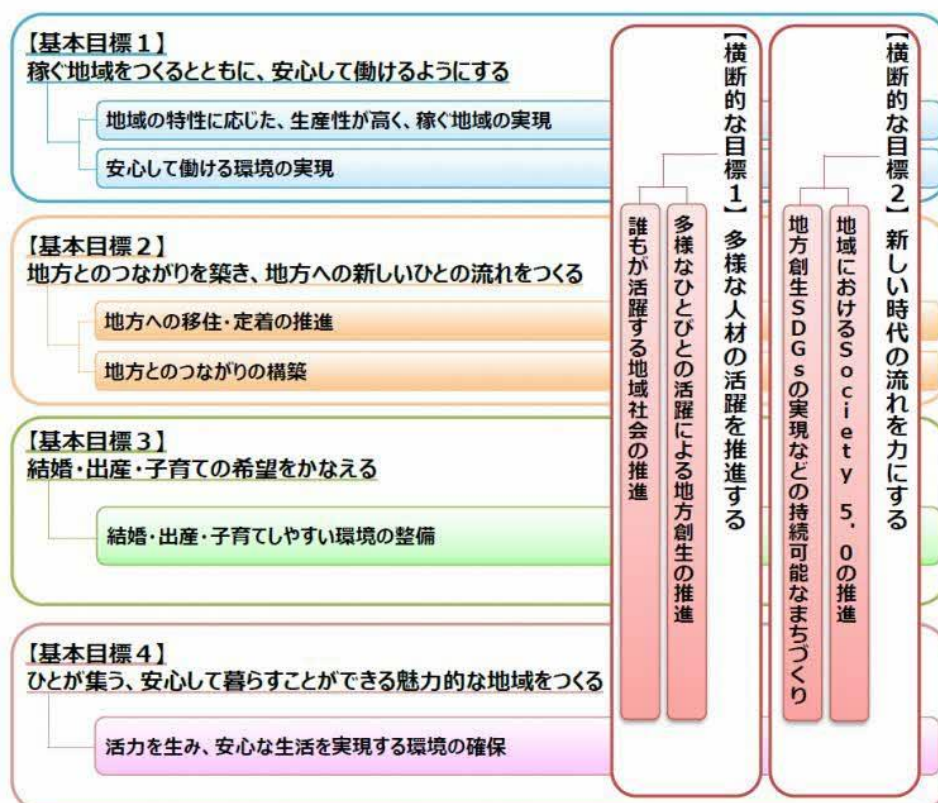 【基本目標1】
稼ぐ地域をつくるとともに、安心して働けるようにする
地域の特性に応じた、生産性が高く、稼ぐ地域の実現
安心して働ける環境の実現
【基本目標2】
地方とのつながりを築き、地方への新しいひとの流れをつくる
地方への移住・定着の推進
地方とのつながりの構築
【基本目標3】
結婚・出産・子育ての希望をかなえる
結婚・出産・子育てしやすい環境の整備
【基本目標4】
ひとが集う、安心して暮らすことができる魅力的な地域をつくる
活力を生み、安心な生活を実現する環境の確保
【横断的な目標1】多様な人材の活躍を推進する
多様なひとびとの活躍による地方創生の推進
誰もが活躍する地域社会の推進
【横断的な目標2】新しい時代の流れを力にする
地域におけるSociety 5.0の推進
地方創生SDGsの実現などの持続可能なまちづくり